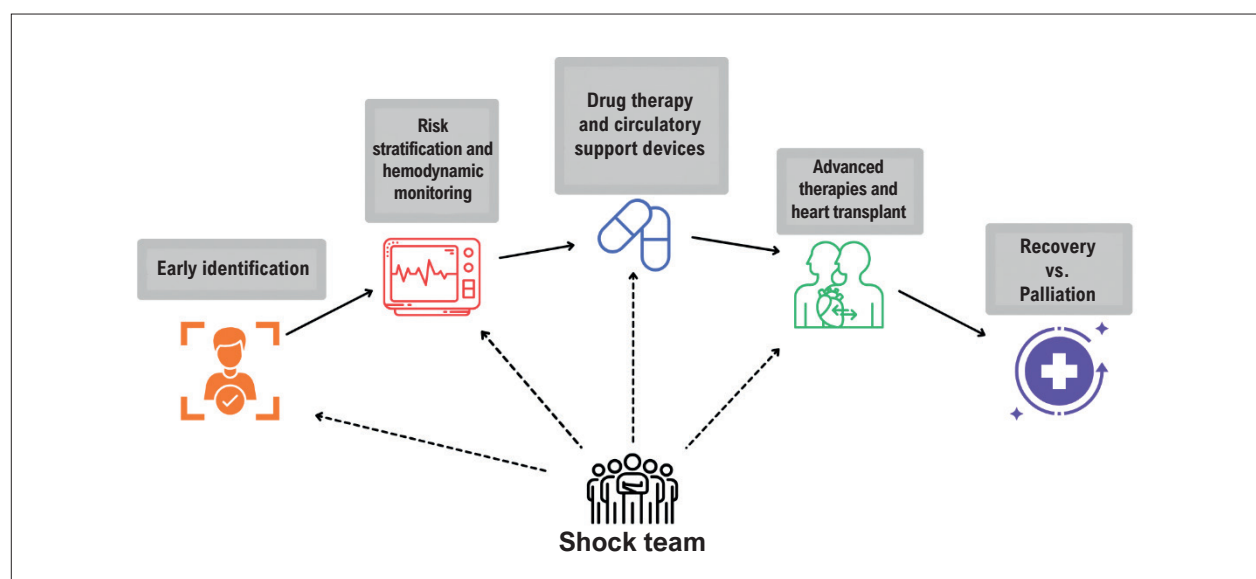 Early identification
Risk
stratification and
hemodynamic
monitoring
Drug therapy
and circulatory
support devices
Advanced
therapies and
heart transplant
Recovery
vs.
Palliation
Shock team